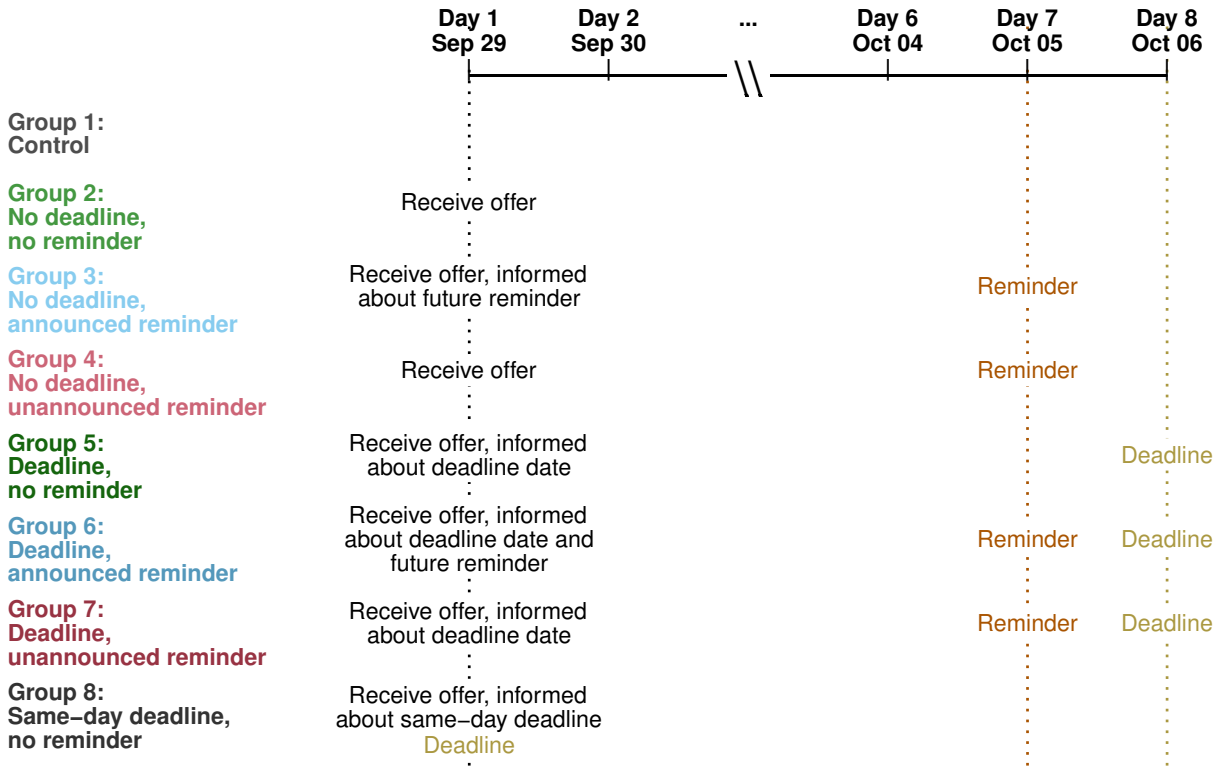 Day 1 Day 2 ... Day 6 Day 7 Day 8
Sep 29 Sep 30 Oct 04 Oct 05 Oct 06
Group 1:
Control
Group 2:
No deadline,
no reminder
Receive offer
Group 3:
No deadline,
announced reminder
Receive offer, informed
about future reminder
Reminder
Group 4:
No deadline,
unannounced reminder
Receive offer
Reminder
Group 5:
Deadline,
no reminder
Receive offer, informed
about deadline date
Deadline
Group 6:
Deadline,
announced reminder
Receive offer, informed
about deadline date and
future reminder
Reminder
Deadline
Group 7:
Deadline,
unannounced reminder
Receive offer, informed
about deadline date
Reminder
Deadline
Group 8:
Same−day deadline,
no reminder
Receive offer, informed
about same−day deadline
Deadline